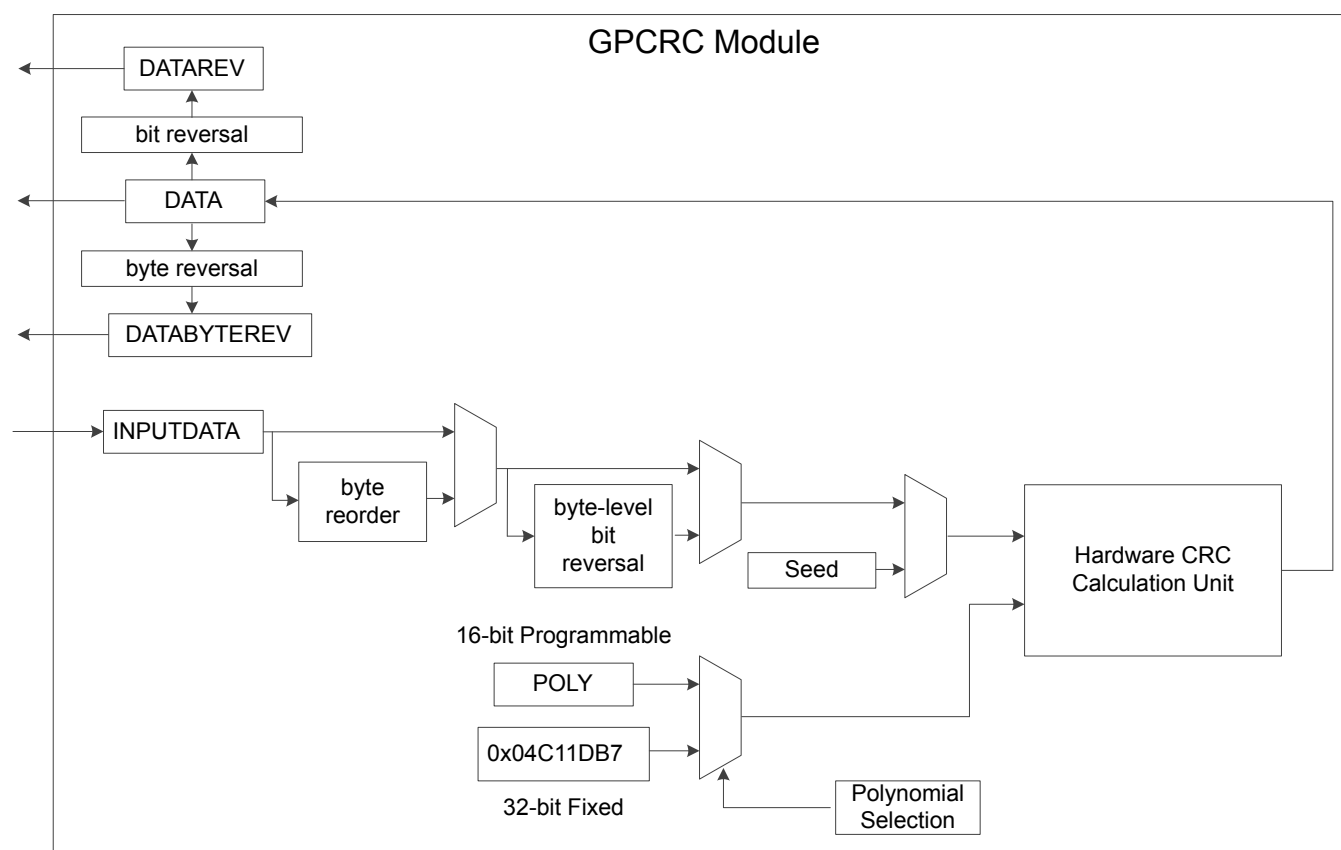 GPCRC Module
DATAREV
bit reversal
DATA
byte reversal
DATABYTEREV
INPUTDATA
byte
reorder
byte-level
bit
reversal
Seed
Hardware CRC
Calculation Unit
16-bit Programmable
POLY
0x04C11DB7
32-bit Fixed
Polynomial
Selection